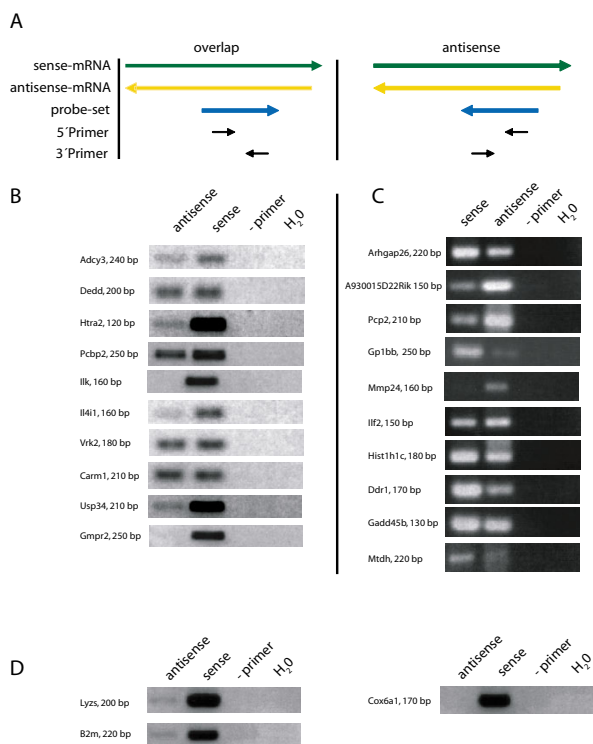 A
overlap
antisense
sense-mRNA
antisense-mRNA
probe-set
5´Primer
3´Primer
B
antisense
sense
- primer
H20
Adcy3, 240 bp
Dedd, 200 bp
Htra2, 120 bp
Pcbp2, 250 bp
Ilk, 160 bp
Il4i1, 160 bp
Vrk2, 180 bp
Carm1, 210 bp
Usp34, 210 bp
Gmpr2, 250 bp
C
sense
antisense
- primer
H20
Arhgap26, 220 bp
A930015D22Rik 150 bp
Pcp2, 210 bp
Gp1bb, 250 bp
Mmp24, 160 bp
Ilf2, 150 bp
Hist1h1c, 180 bp
Ddr1, 170 bp
Gadd45b, 130 bp
Mtdh, 220 bp
D
antisense
sense
- primer
H20
Lyzs, 200 bp
B2m, 220 bp
antisense
sense
- primer
H20
Cox6a1, 170 bp